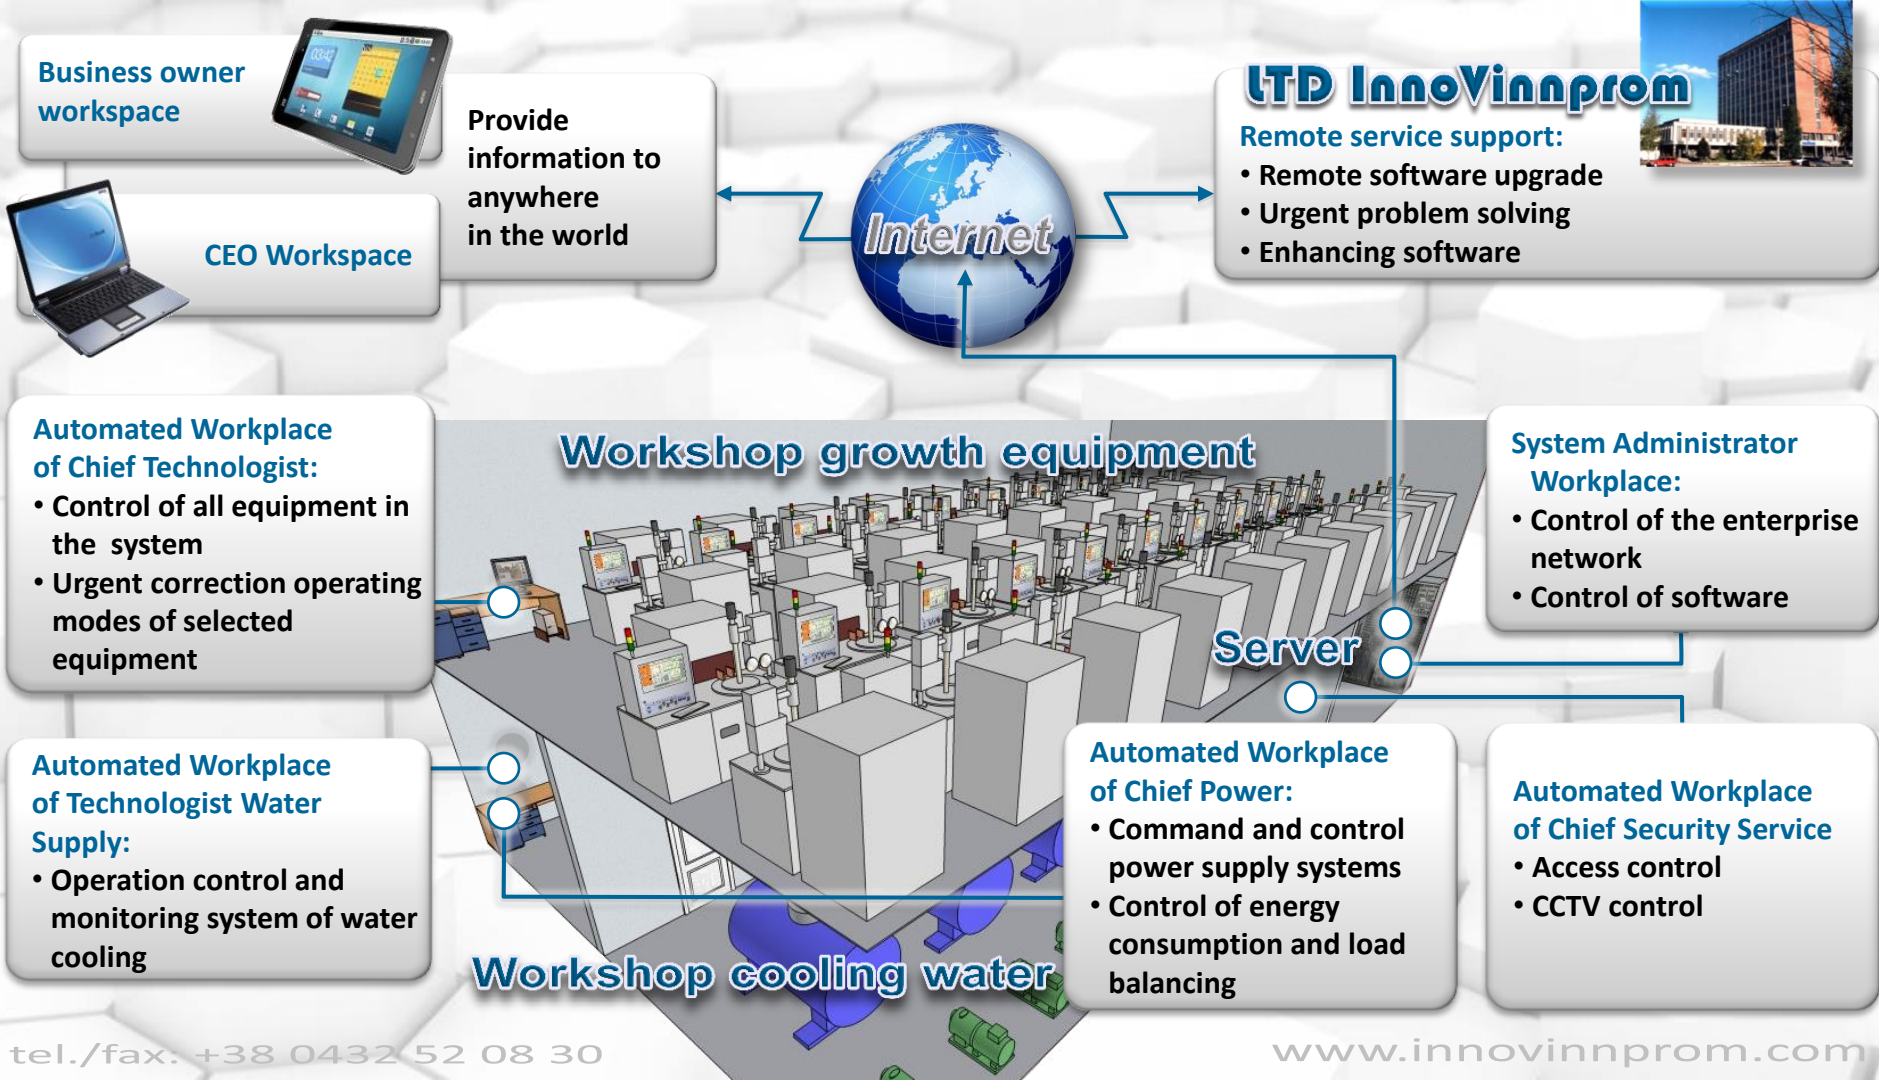 Business owner
workspace
CEO Workspace
Provide
information to
anywhere
in the world
Internet
LTD InnoVinnprom
Remote service support:
• Remote software upgrade
• Urgent problem solving
• Enhancing software
Automated Workplace
of Chief Technologist:
• Control of all equipment in
the system
• Urgent correction operating
modes of selected
equipment
Workshop growth equipment
Server
System Administrator
Workplace:
• Control of the enterprise
network
• Control of software
Automated Workplace
of Technologist Water
Supply:
• Operation control and
monitoring system of water
cooling
Workshop cooling water
Automated Workplace
of Chief Power:
• Command and control
power supply systems
• Control of energy
consumption and load
balancing
Automated Workplace
of Chief Security Service
• Access control
• CCTV control
tel./fax: +38 0432 52 08 30
www.innovinnprom.com